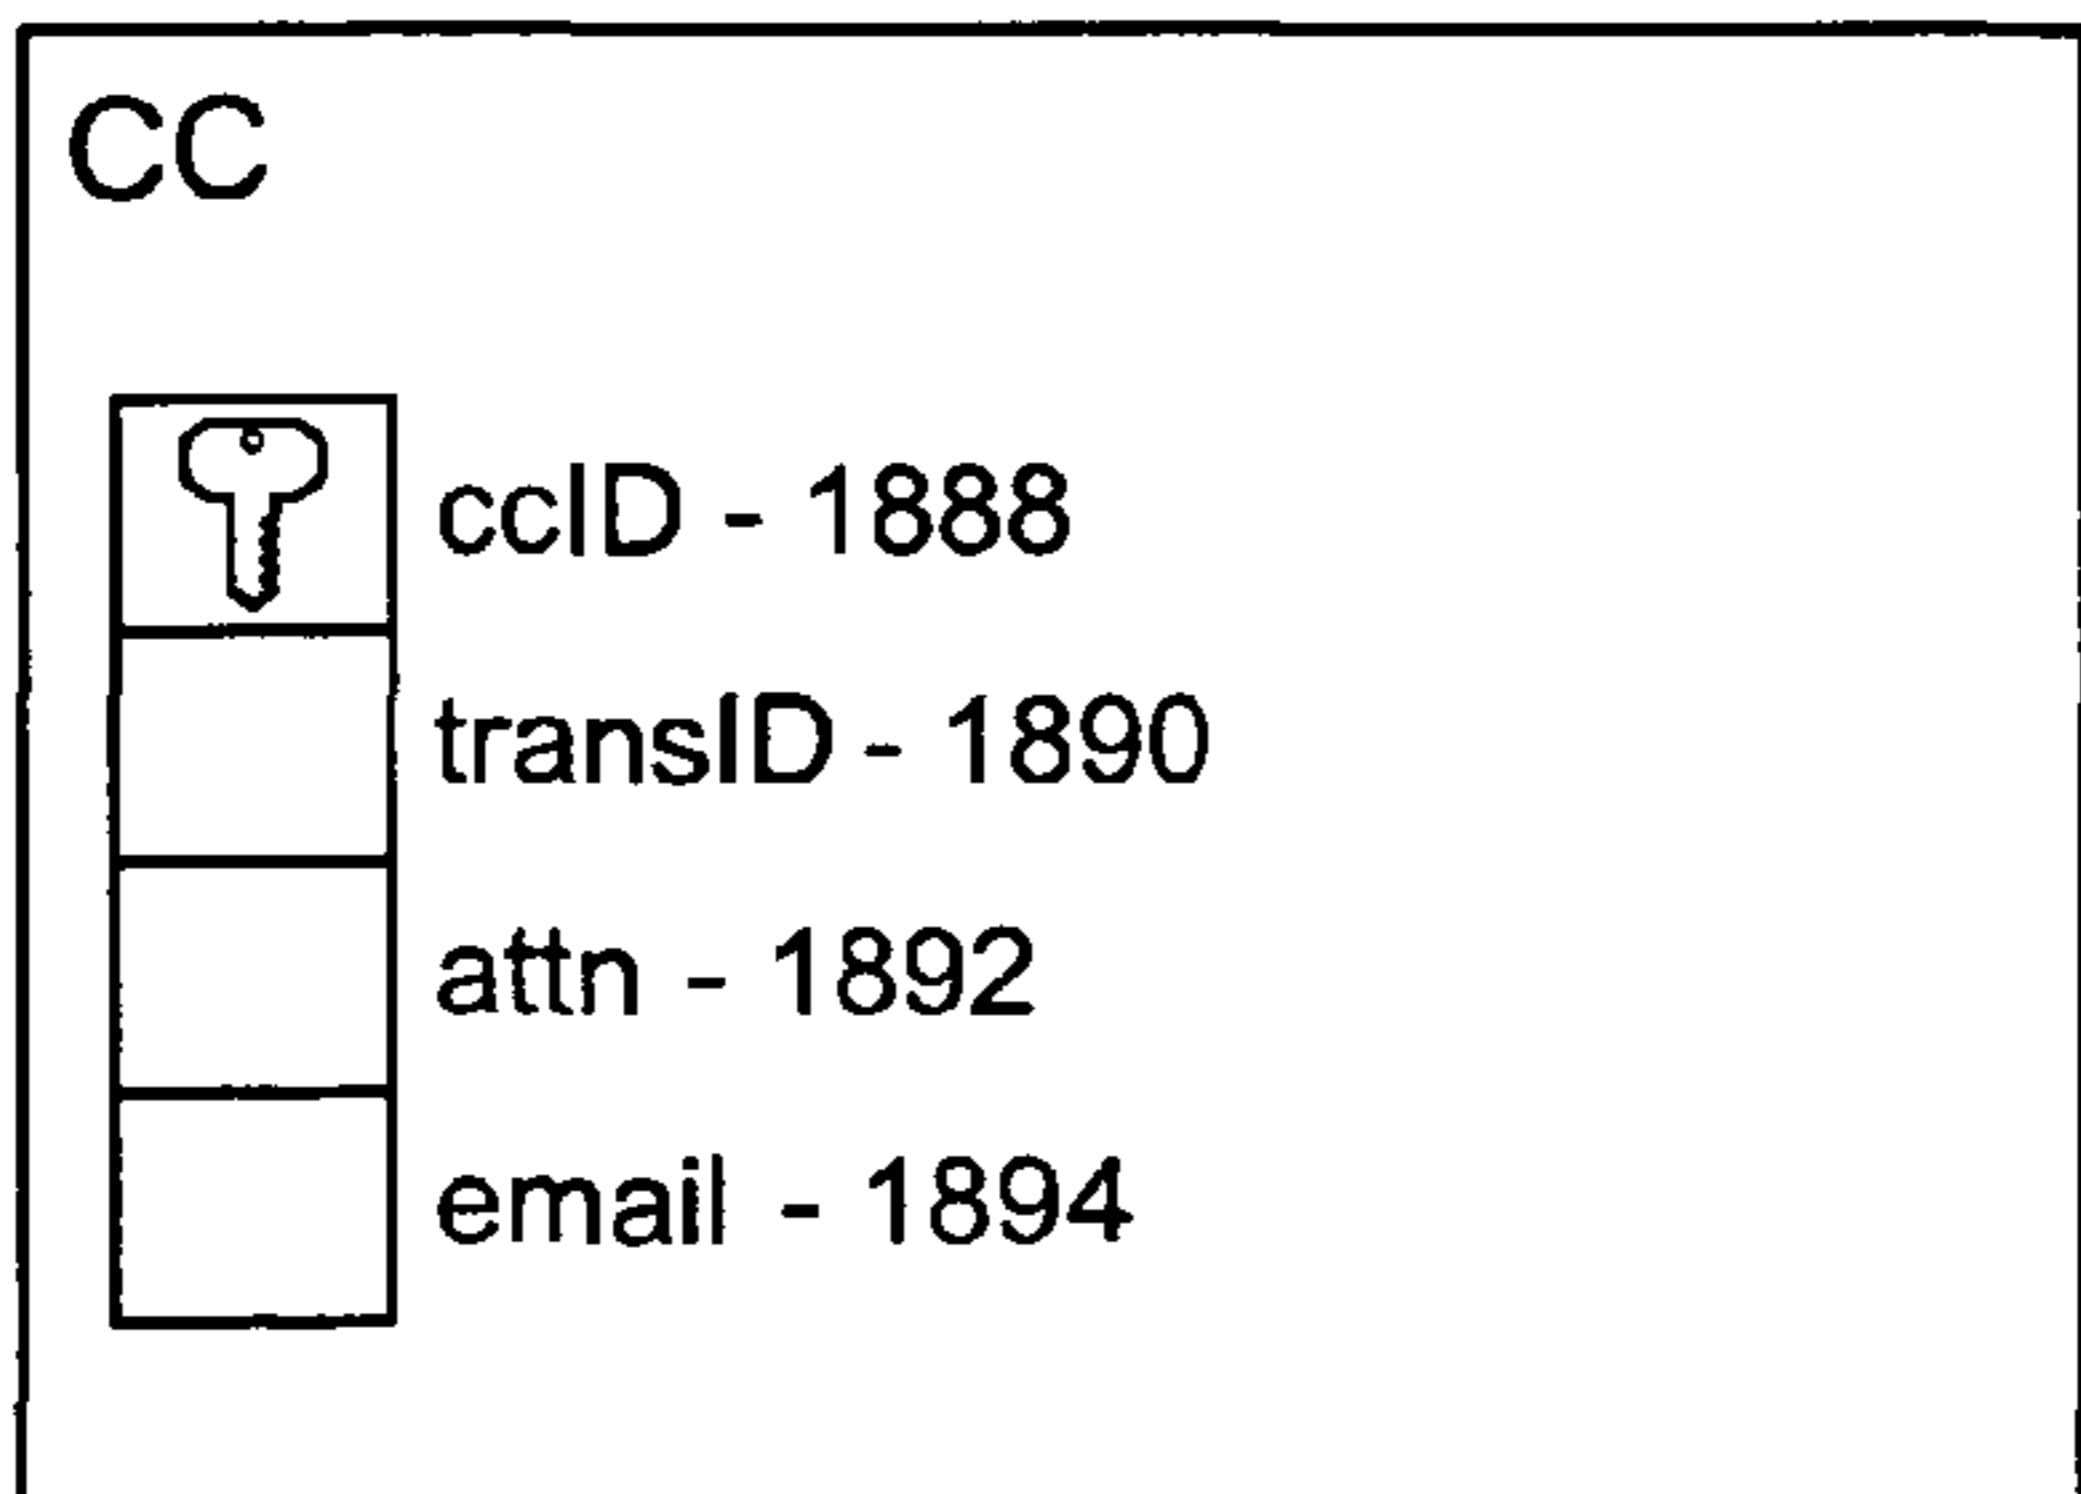 CC
ccID - 1888
transID - 1890
attn - 1892
email - 1894